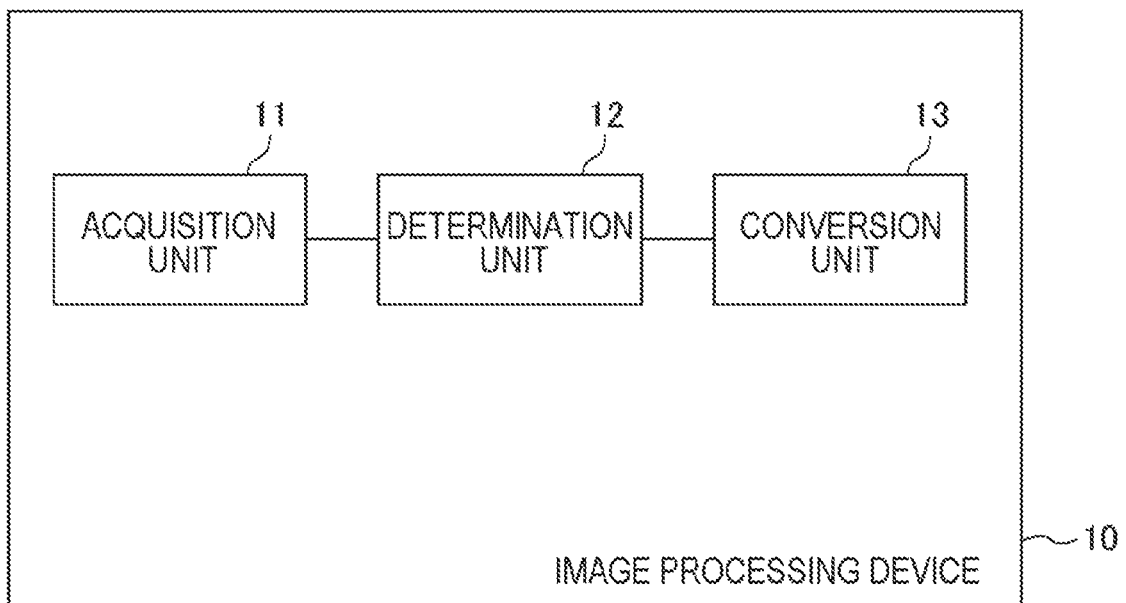 11
12
13
ACQUISITION
UNIT
DETERMINATION
UNIT
CONVERSION
UNIT
10
IMAGE PROCESSING DEVICE